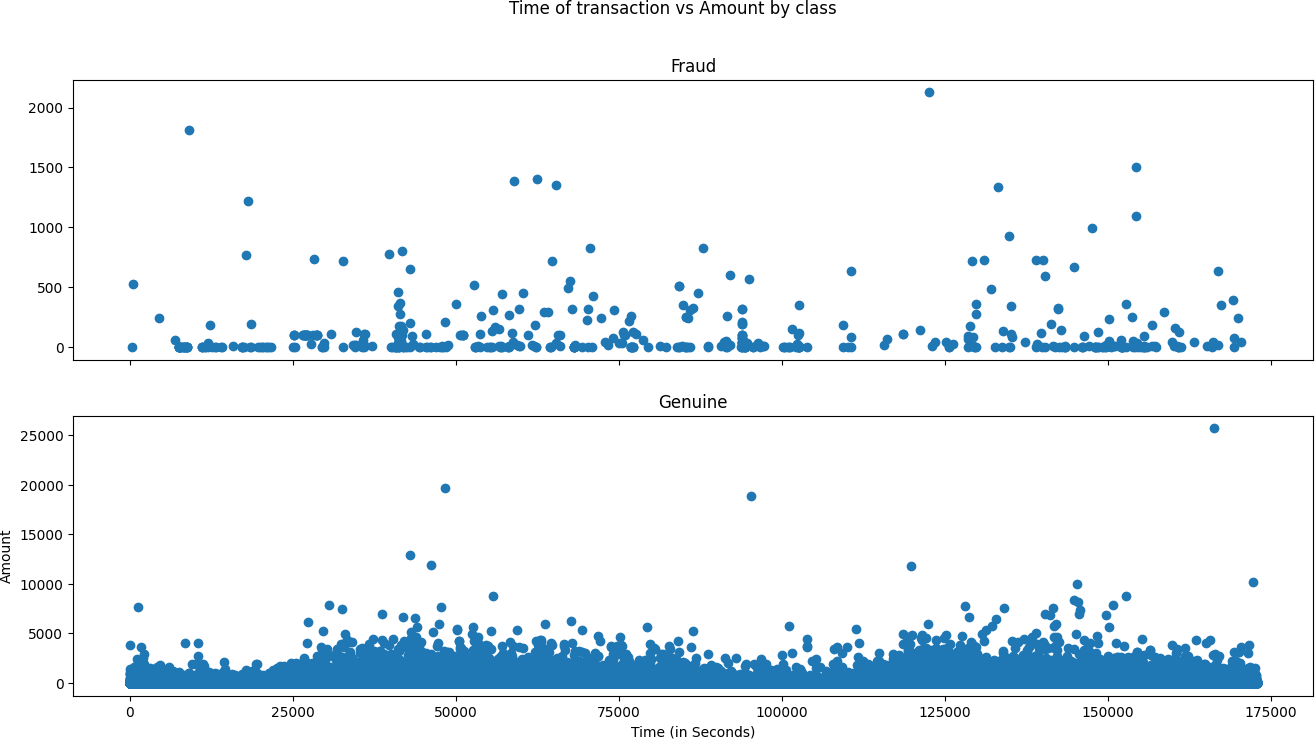 Time of transaction vs Amount by class
Fraud
2000
1500
1000
500
0
Genuine
25000
20000
15000
10000
5000
0
Amount
0 25000 50000 75000 100000 125000 150000 175000
Time (in Seconds)